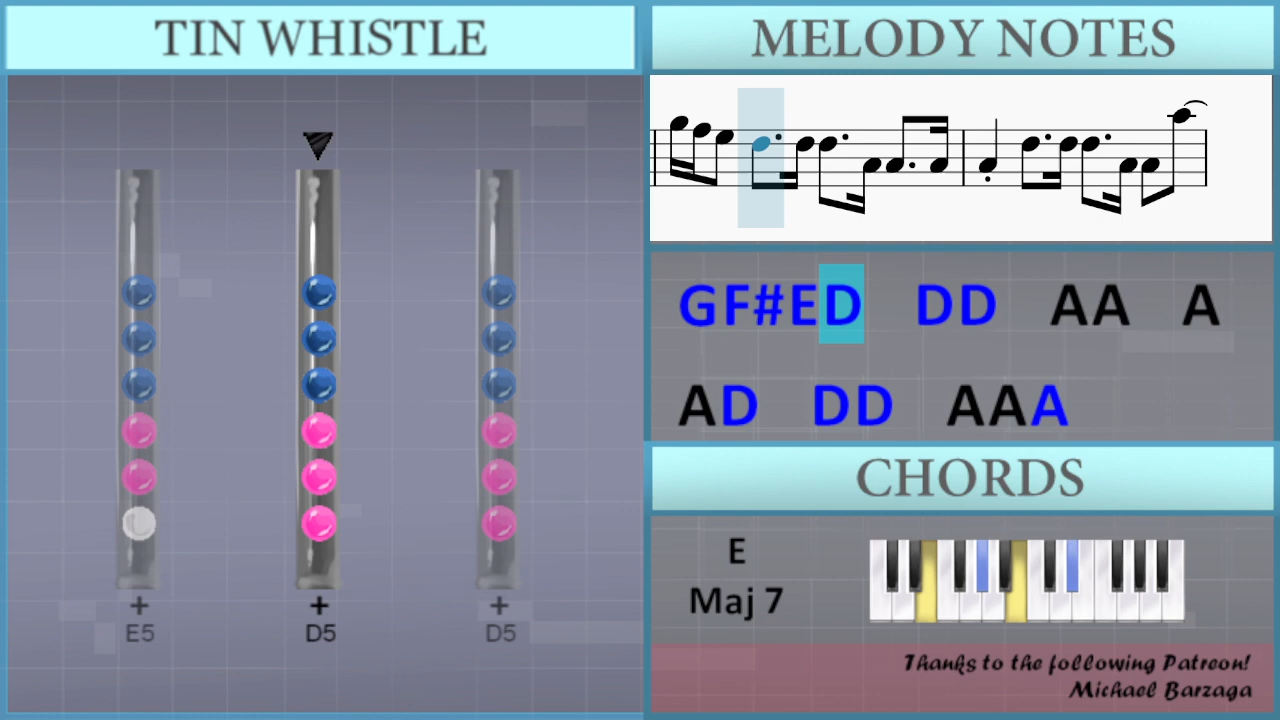 TIN WHISTLE
+ + +
E5 D5 D5
MELODY NOTES
GF#ED DD AA A
AD DD AAA
CHORDS
E
Maj 7
Thanks to the following Patreon!
Michael Barzaga